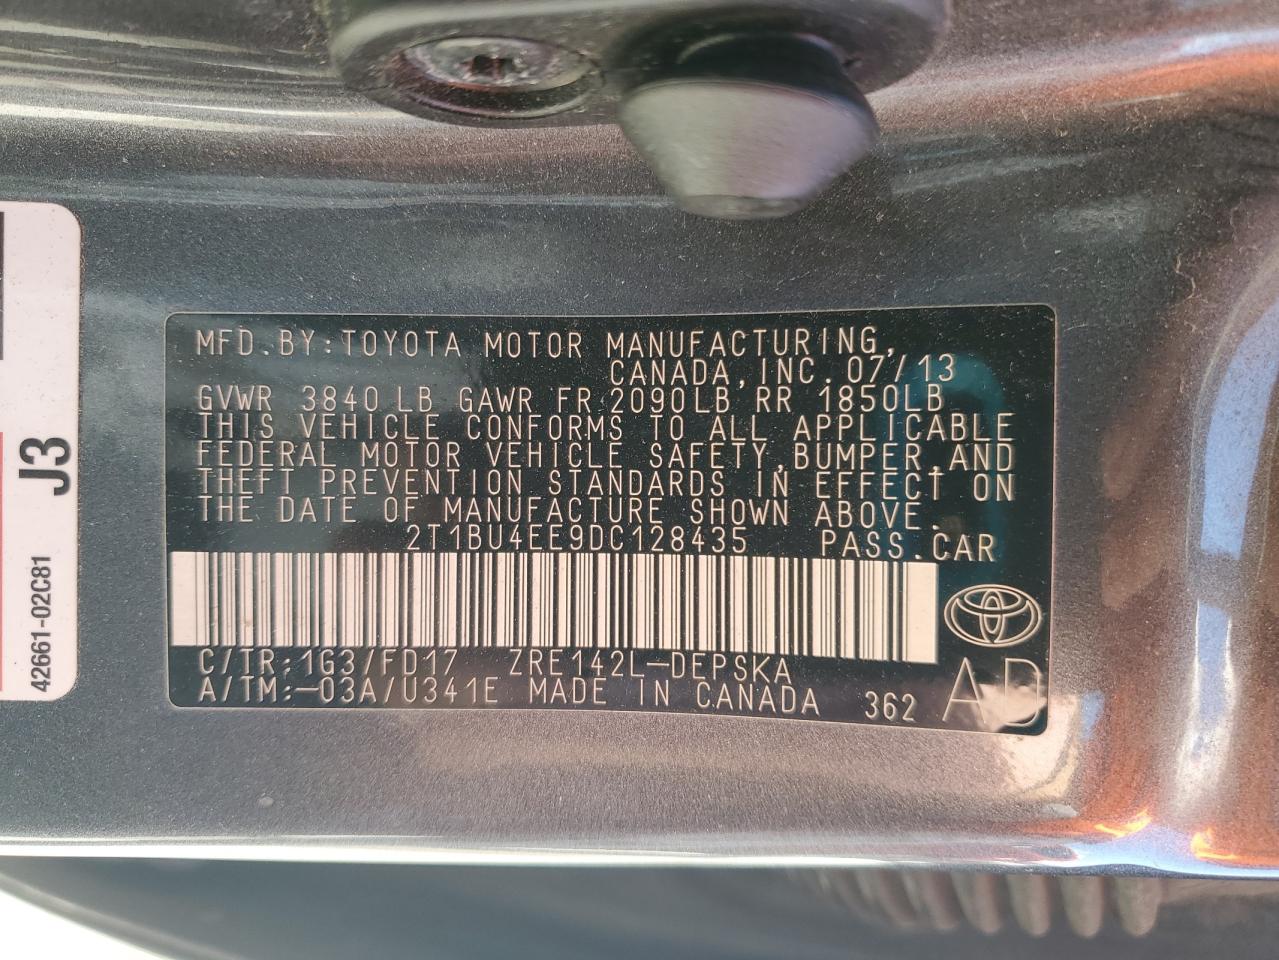 MFD.BY:TOYOTA MOTOR MANUFACTURING,
CANADA,INC.07/13
GVWR 3840LB GAWR FR 2090LB RR 1850LB
THIS VEHICLE CONFORMS TO ALL APPLICABLE
FEDERAL MOTOR VEHICLE SAFETY,BUMPER,AND
THEFT PREVENTION STANDARDS IN EFFECT ON
THE DATE OF MANUFACTURE SHOWN ABOVE.
2T1BU4EE9DC128435 PASS.CAR
C/TR:1G3/FD17 ZRE142L-DEPSKA
A/TM:-03A/U341E MADE IN CANADA 362 AD
J3
42661-02C81